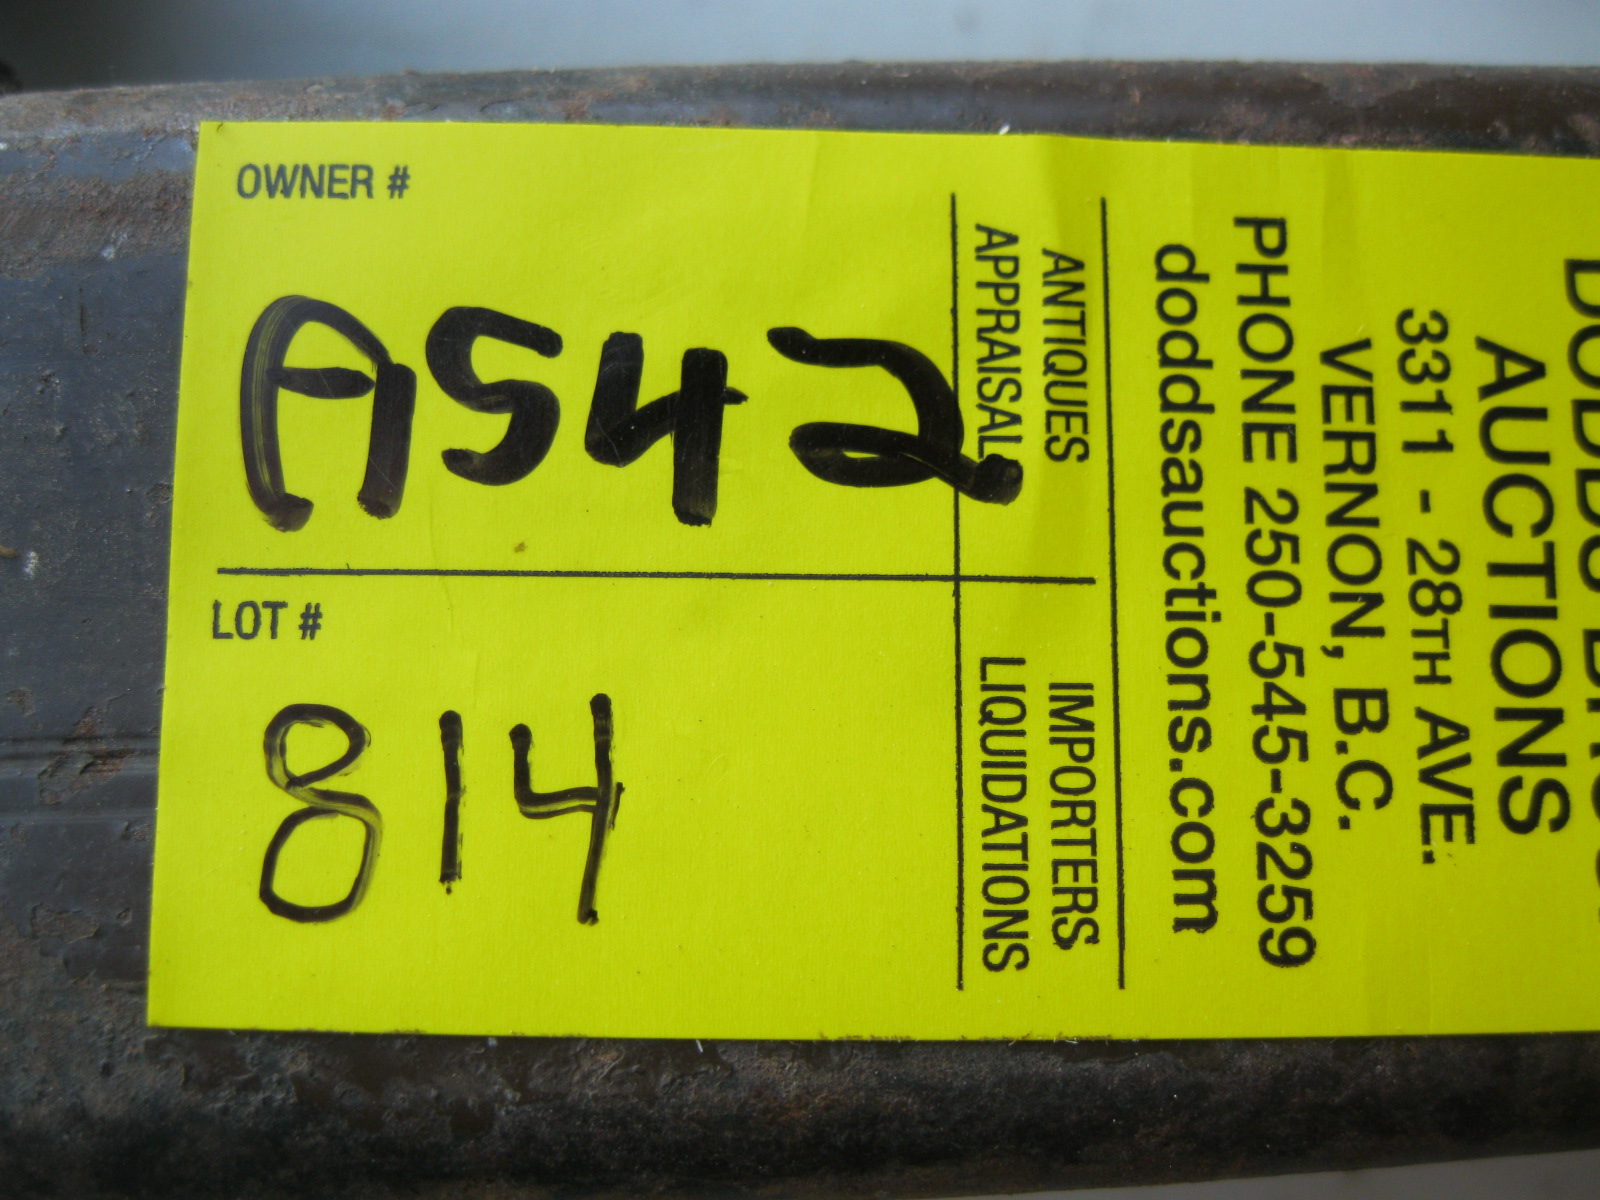 OWNER #
A542
LOT #
814
ANTIQUES
APPRAISAL
IMPORTERS
LIQUIDATIONS
AUCTIONS
3311 - 28TH AVE.
VERNON, B.C.
PHONE 250-545-3259
doddsauctions.com